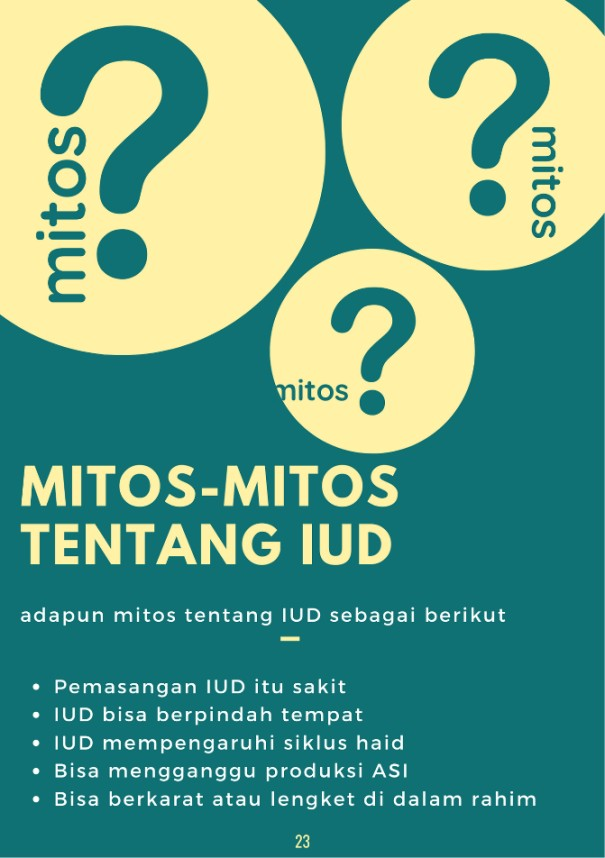 mitos
mitos
mitos
MITOS-MITOS
TENTANG IUD
adapun mitos tentang IUD sebagai berikut
• Pemasangan IUD itu sakit
• IUD bisa berpindah tempat
• IUD mempengaruhi siklus haid
• Bisa mengganggu produksi ASI
• Bisa berkarat atau lengket di dalam rahim
23